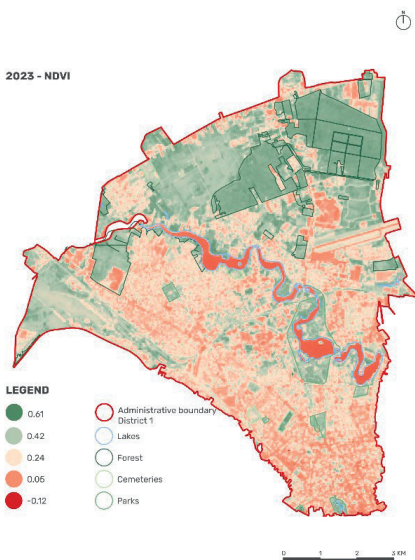 N
2023 - NDVI
LEGEND
0.61
0.42
0.24
0.06
-0.12
Administrative boundary
District 1
Lakes
Forest
Cemeteries
Parks
0 1 2 3 KM